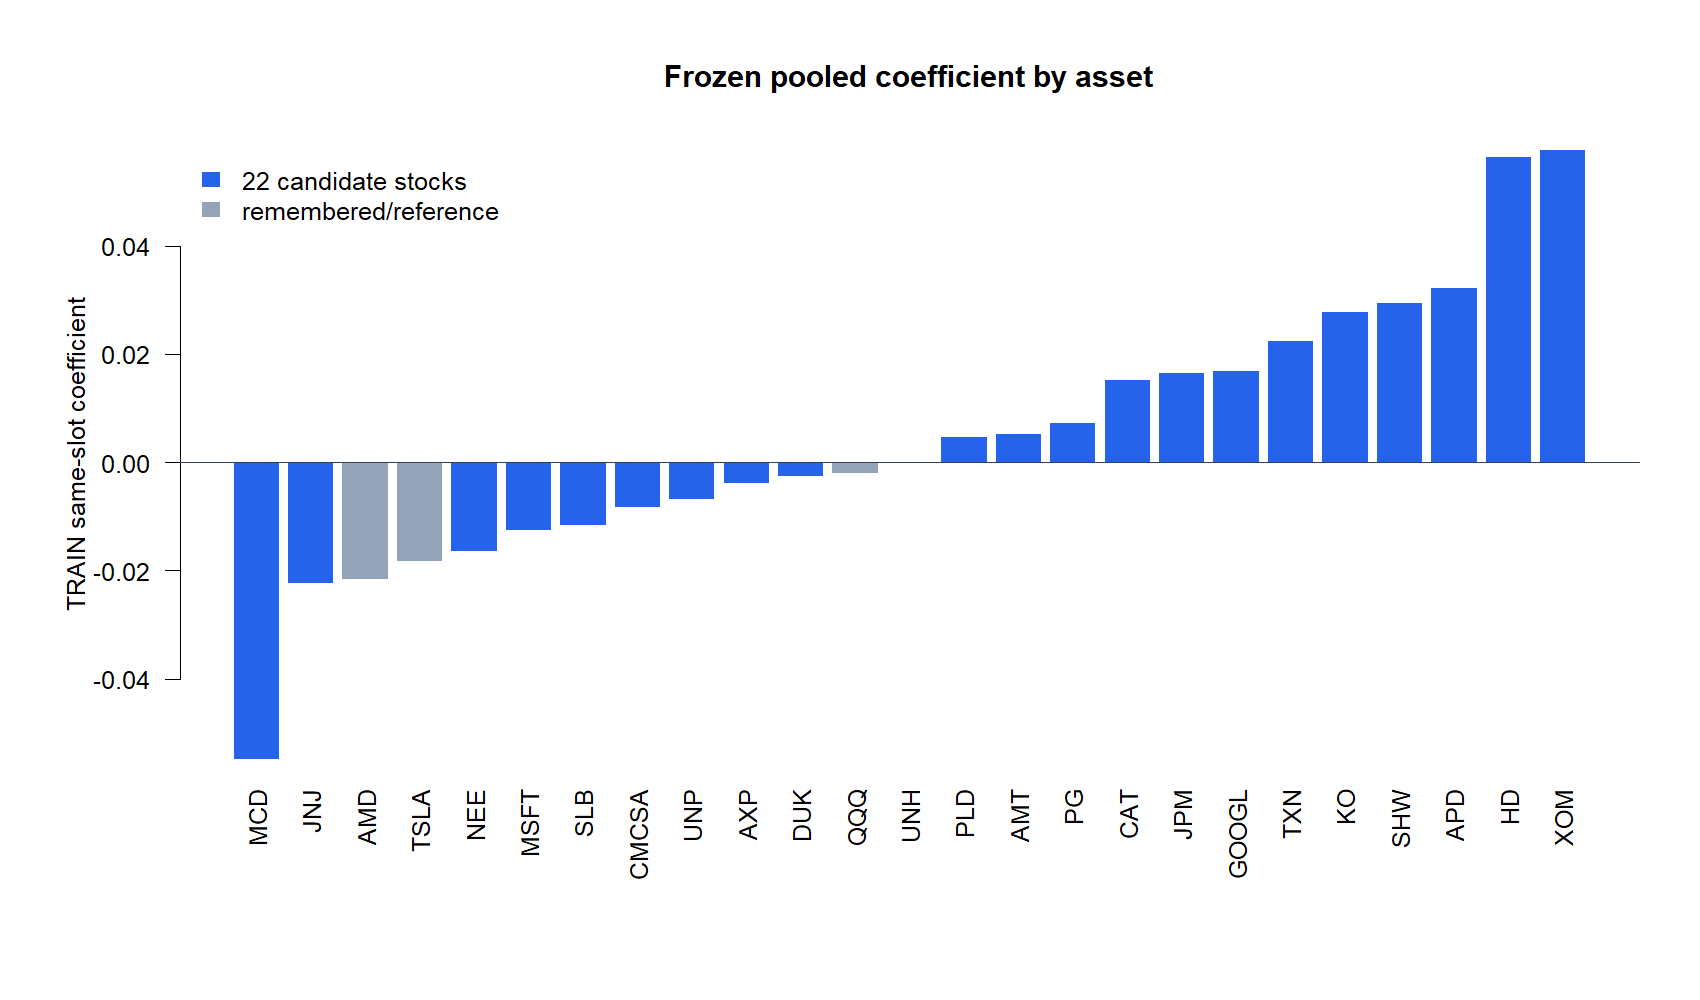 Frozen pooled coefficient by asset
22 candidate stocks
remembered/reference
TRAIN same-slot coefficient
0.04
0.02
0.00
-0.02
-0.04
MCD
JNJ
AMD
TSLA
NEE
MSFT
SLB
CMCSA
UNP
AXP
DUK
QQQ
UNH
PLD
AMT
PG
CAT
JPM
GOOGL
TXN
KO
SHW
APD
HD
XOM